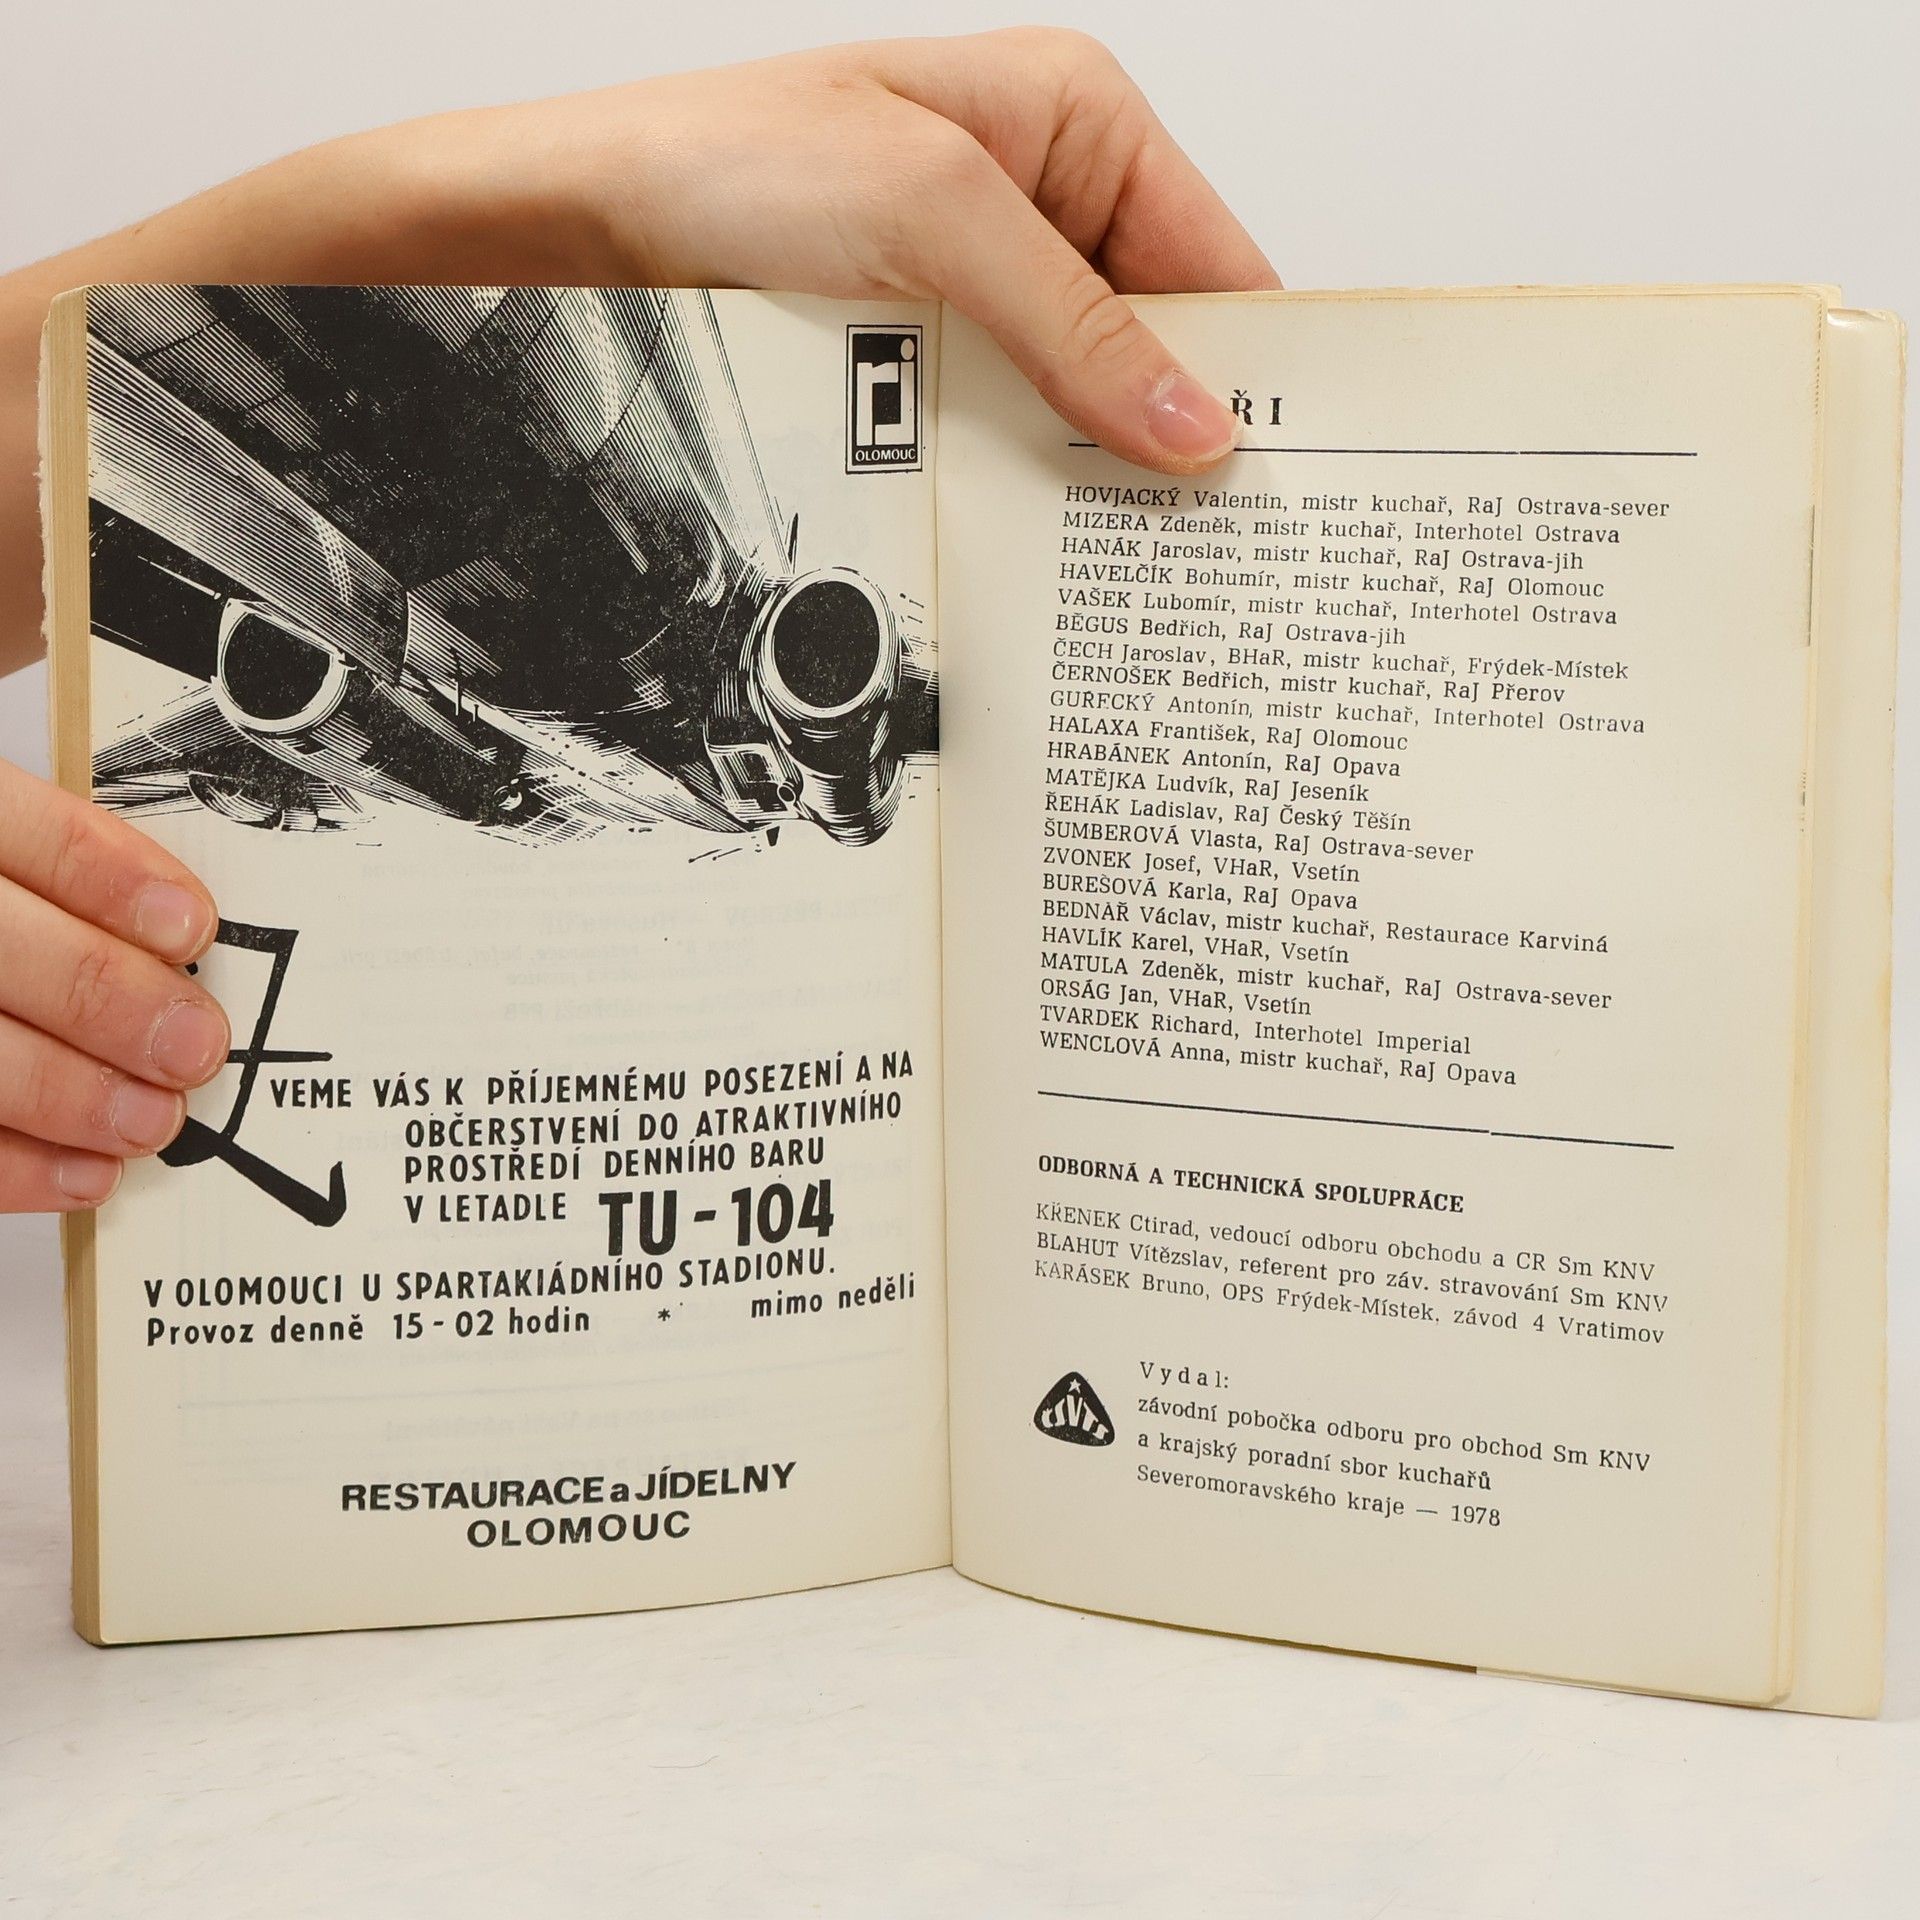 rj
OLOMOUC
ZVEME VÁS K PŘÍJEMNÉMU POSEZENÍ A NA
OBČERSTVENÍ DO ATRAKTIVNÍHO
PROSTŘEDÍ DENNÍHO BARU
V LETADLE TU-104
V OLOMOUCI U SPARTAKIÁDNÍHO STADIONU.
Provoz denně 15-02 hodin * mimo neděli
RESTAURACE a JÍDELNY
OLOMOUC
ŘI
HOVJACKÝ Valentin, mistr kuchař, RaJ Ostrava-sever
MIZERA Zdeněk, mistr kuchař, Interhotel Ostrava
HANÁK Jaroslav, mistr kuchař, RaJ Ostrava-jih
HAVELČÍK Bohumír, mistr kuchař, RaJ Olomouc
VAŠEK Lubomír, mistr kuchař, Interhotel Ostrava
BĚGUS Bedřich, RaJ Ostrava-jih
ČECH Jaroslav, BHaR, mistr kuchař, Frýdek-Místek
ČERNOŠEK Bedřich, mistr kuchař, RaJ Přerov
GUŘECKÝ Antonín, mistr kuchař, Interhotel Ostrava
HALAXA František, RaJ Olomouc
HRABÁNEK Antonín, RaJ Opava
MATĚJKA Ludvík, RaJ Jeseník
ŘEHÁK Ladislav, RaJ Český Těšín
ŠUMBEROVÁ Vlasta, RaJ Ostrava-sever
ZVONEK Josef, VHaR, Vsetín
BUREŠOVÁ Karla, RaJ Opava
BEDNÁŘ Václav, mistr kuchař, Restaurace Karviná
HAVLÍK Karel, VHaR, Vsetín
MATULA Zdeněk, mistr kuchař, RaJ Ostrava-sever
ORSÁG Jan, VHaR, Vsetín
TVARDEK Richard, Interhotel Imperial
WENCLOVÁ Anna, mistr kuchař, RaJ Opava
ODBORNÁ A TECHNICKÁ SPOLUPRÁCE
KŘENEK Ctirad, vedoucí odboru obchodu a CR Sm KNV
BLAHUT Vítězslav, referent pro záv. stravování Sm KNV
KARÁSEK Bruno, OPS Frýdek-Místek, závod 4 Vratimov
ČSVTS
Vydal:
závodní pobočka odboru pro obchod Sm KNV
a krajský poradní sbor kuchařů
Severomoravského kraje — 1978